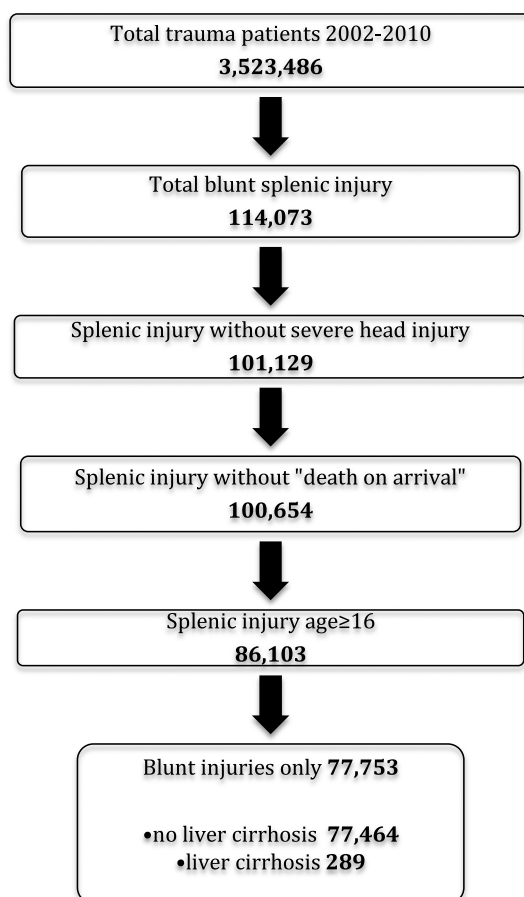 Total trauma patients 2002-2010
3,523,486
Total blunt splenic injury
114,073
Splenic injury without severe head injury
101,129
Splenic injury without "death on arrival"
100,654
Splenic injury age≥16
86,103
Blunt injuries only 77,753
•no liver cirrhosis 77,464
•liver cirrhosis 289